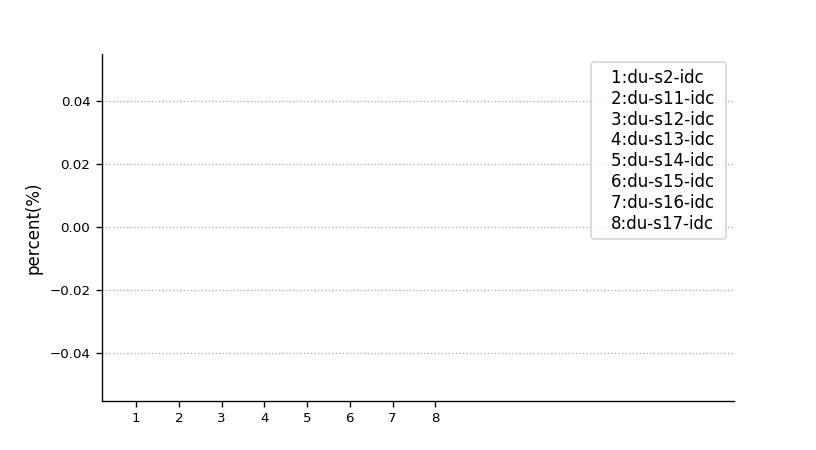 1:du-s2-idc
2:du-s11-idc
3:du-s12-idc
4:du-s13-idc
5:du-s14-idc
6:du-s15-idc
7:du-s16-idc
8:du-s17-idc
percent(%)
0.04
0.02
0.00
−0.02
−0.04
1 2 3 4 5 6 7 8